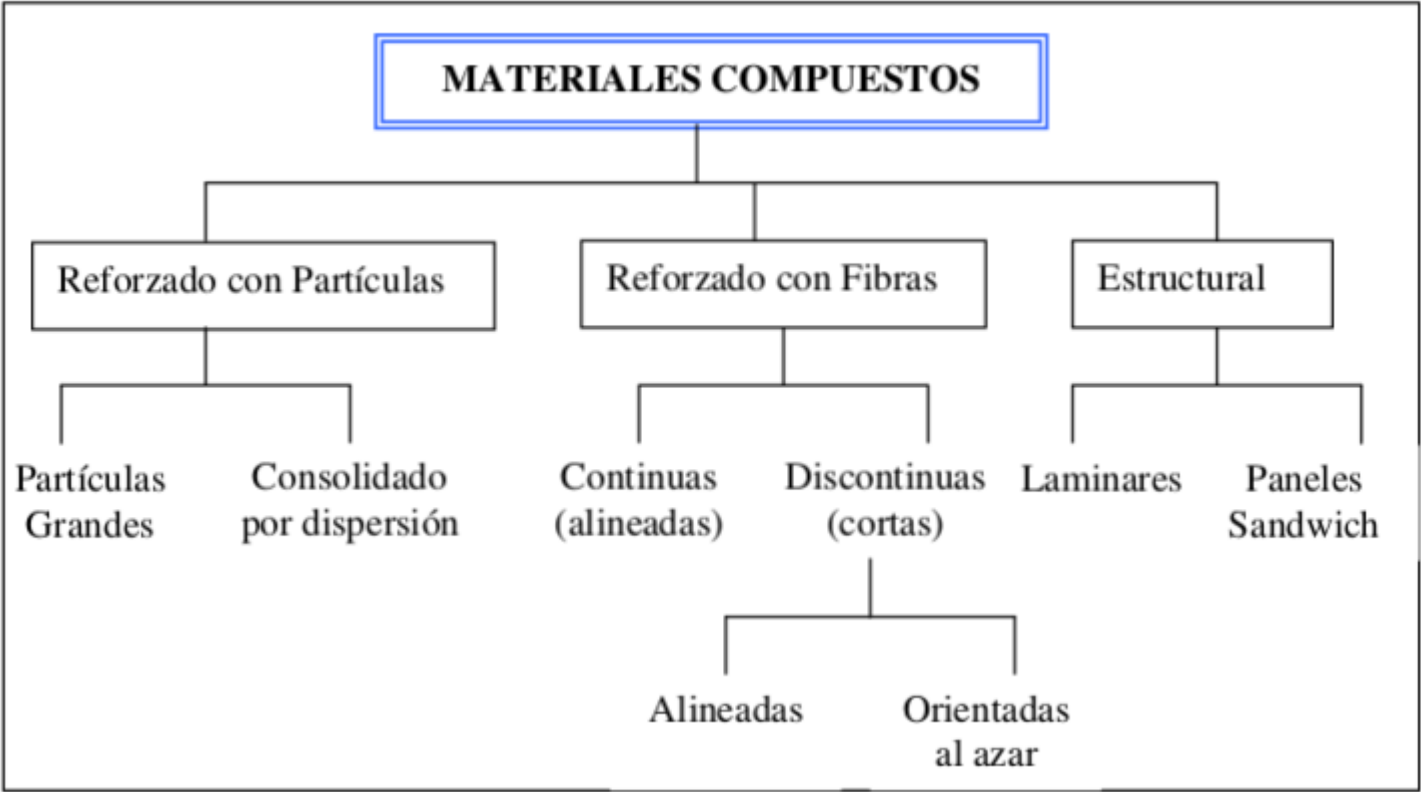 MATERIALES COMPUESTOS
Reforzado con Partículas
Reforzado con Fibras
Estructural
Partículas
Grandes
Consolidado
por dispersión
Continuas
(alineadas)
Discontinuas
(cortas)
Laminares
Paneles
Sandwich
Alineadas
Orientadas
al azar